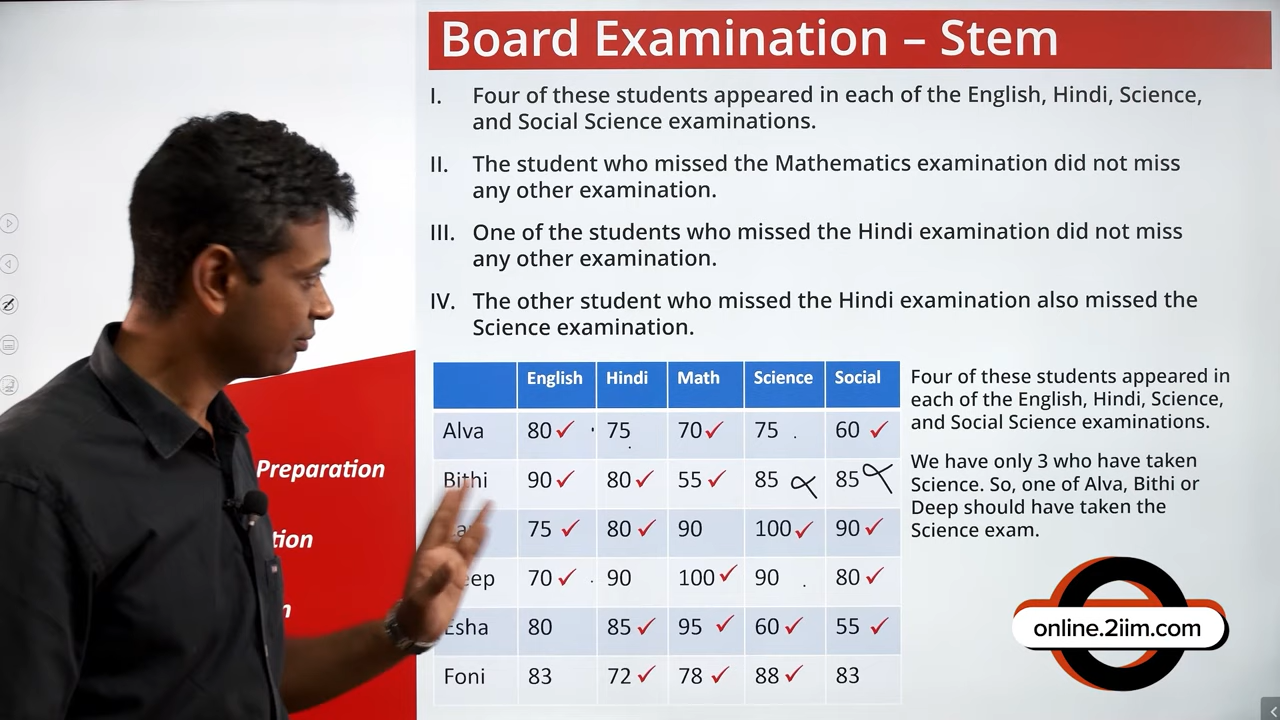 Board Examination – Stem
I. Four of these students appeared in each of the English, Hindi, Science,
and Social Science examinations.
II. The student who missed the Mathematics examination did not miss
any other examination.
III. One of the students who missed the Hindi examination did not miss
any other examination.
IV. The other student who missed the Hindi examination also missed the
Science examination.
English Hindi Math Science Social
Alva 80 ✓ 75 70 ✓ 75 60 ✓
Bithi 90 ✓ 80 ✓ 55 ✓ 85 85
75 ✓ 80 ✓ 90 100 ✓ 90 ✓
eep 70 ✓ 90 100 ✓ 90 80 ✓
Esha 80 85 ✓ 95 ✓ 60 ✓ 55 ✓
Foni 83 72 ✓ 78 ✓ 88 ✓ 83
Four of these students appeared in
each of the English, Hindi, Science,
and Social Science examinations.
We have only 3 who have taken
Science. So, one of Alva, Bithi or
Deep should have taken the
Science exam.
Preparation
tion
n
online.2iim.com